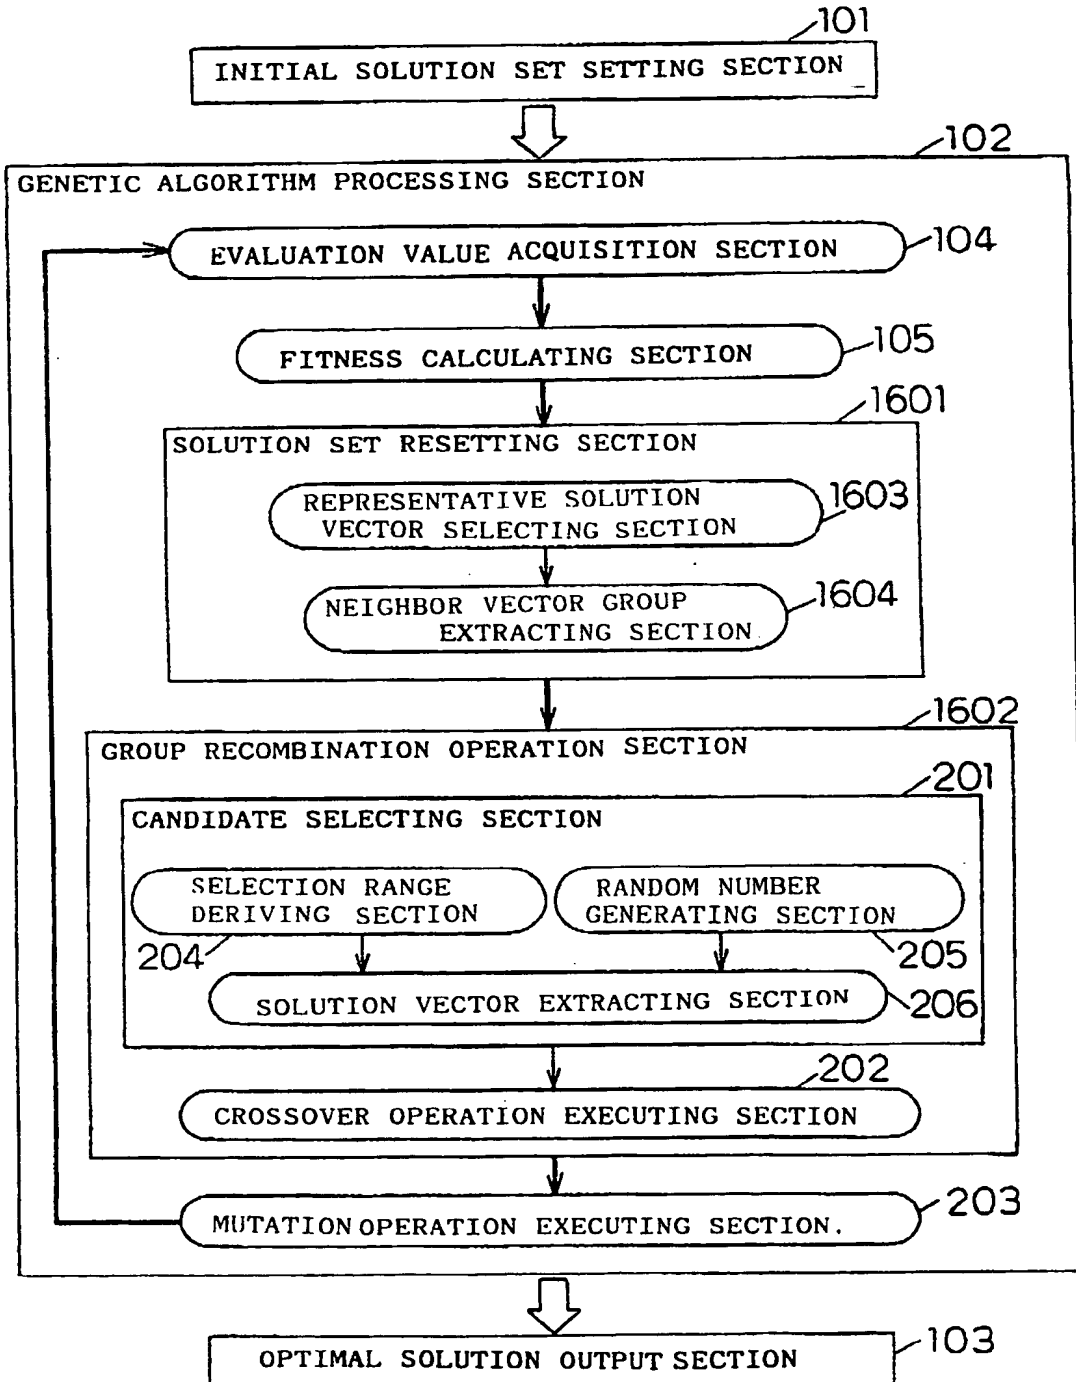 101
INITIAL SOLUTION SET SETTING SECTION
102
GENETIC ALGORITHM PROCESSING SECTION
EVALUATION VALUE ACQUISITION SECTION
104
FITNESS CALCULATING SECTION
105
1601
SOLUTION SET RESETTING SECTION
REPRESENTATIVE SOLUTION
VECTOR SELECTING SECTION
1603
NEIGHBOR VECTOR GROUP
EXTRACTING SECTION
1604
1602
GROUP RECOMBINATION OPERATION SECTION
201
CANDIDATE SELECTING SECTION
SELECTION RANGE
DERIVING SECTION
204
RANDOM NUMBER
GENERATING SECTION
205
SOLUTION VECTOR EXTRACTING SECTION
206
202
CROSSOVER OPERATION EXECUTING SECTION
MUTATION OPERATION EXECUTING SECTION.
203
OPTIMAL SOLUTION OUTPUT SECTION
103